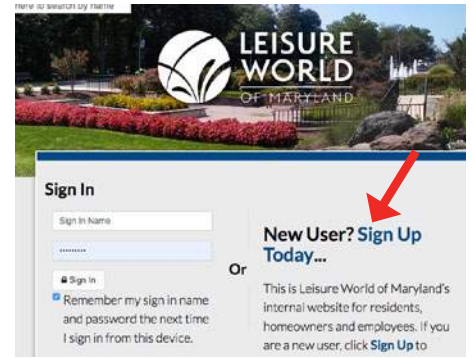 here to search by name
LEISURE
WORLD
OF MARYLAND
Sign In
Sign In Name
Sign In
Remember my sign in name
and password the next time
I sign in from this device.
Or
New User? Sign Up
Today...
This is Leisure World of Maryland's
internal website for residents,
homeowners and employees. If you
are a new user, click Sign Up to